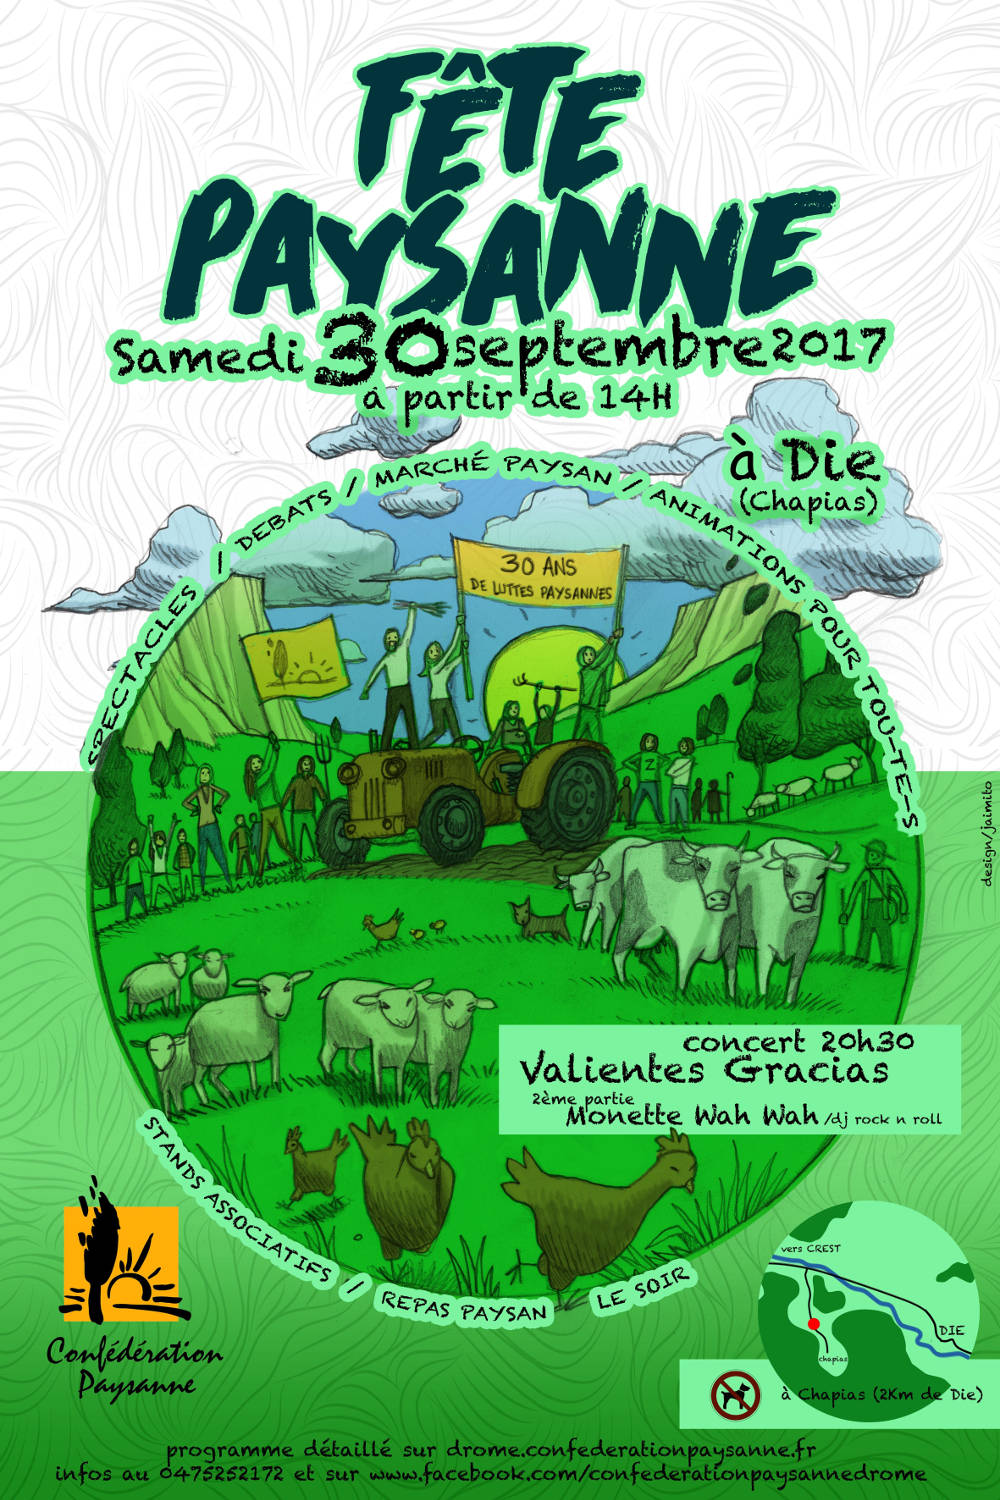 FÊTE
PAYSANNE
Samedi 30 septembre 2017
à partir de 14H
à Die
(Chapias)
SPECTACLES / DEBATS / MARCHÉ PAYSAN / ANIMATIONS POUR TOU-TE-S
30 ANS
DE LUTTES PAYSANNES
Z
design/jaimito
concert 20h30
Valientes Gracias
2ème partie
Monette Wah Wah /dj rock n roll
STANDS ASSOCIATIFS / REPAS PAYSAN LE SOIR
vers CREST
DIE
chapias
Confédération
Paysanne
à Chapias (2Km de Die)
programme détaillé sur drome.confederationpaysanne.fr
infos au 0475252172 et sur www.facebook.com/confederationpaysannedrome